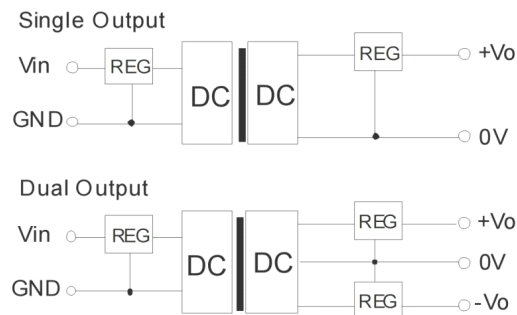 Single Output
Vin REG DC DC REG +Vo
GND 0V
Dual Output
Vin REG DC DC REG +Vo
0V
GND REG -Vo